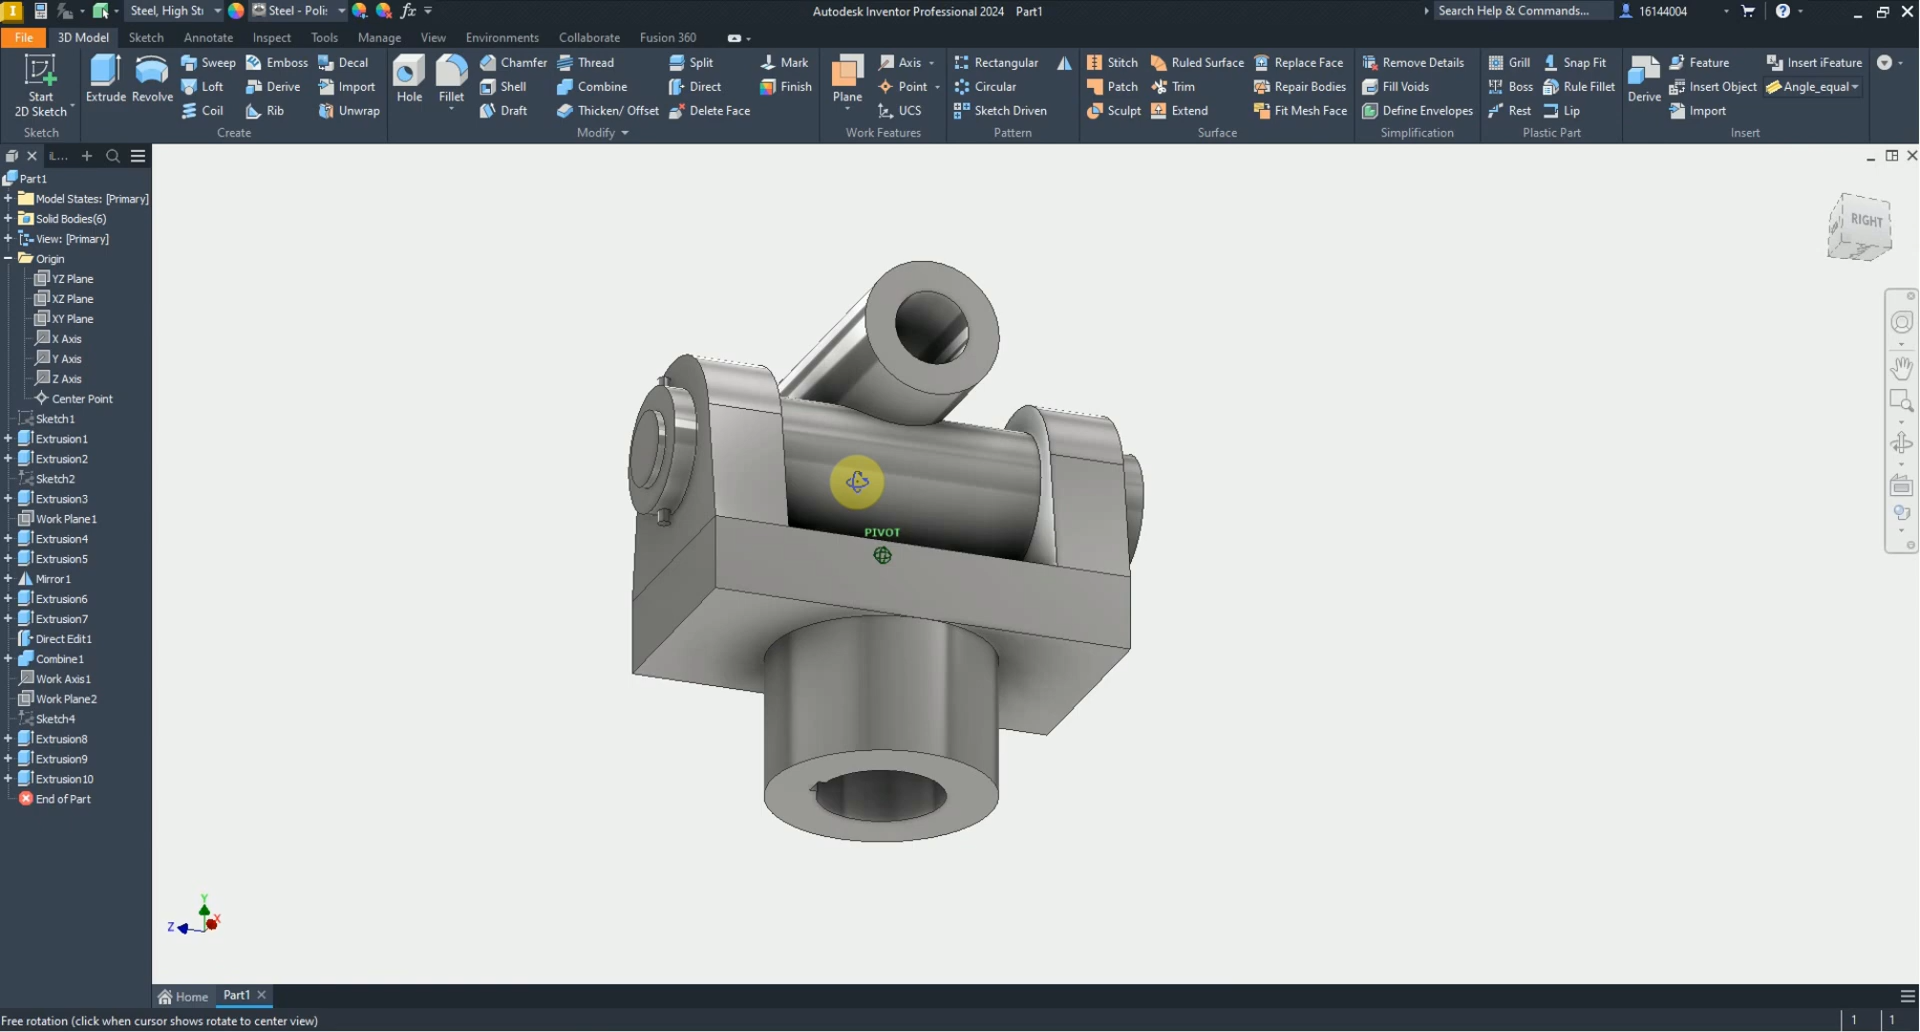 Steel, High Sti
Steel - Polis
fx
Autodesk Inventor Professional 2024 Part1
Search Help & Commands...
16144004
File
3D Model
Sketch
Annotate
Inspect
Tools
Manage
View
Environments
Collaborate
Fusion 360
Start
2D Sketch
Sketch
Extrude
Revolve
Sweep
Emboss
Decal
Loft
Derive
Import
Coil
Rib
Unwrap
Create
Hole
Fillet
Chamfer
Thread
Split
Mark
Shell
Combine
Direct
Finish
Draft
Thicken/ Offset
Delete Face
Modify
Plane
Axis
Point
UCS
Work Features
Rectangular
Circular
Sketch Driven
Pattern
Stitch
Ruled Surface
Replace Face
Patch
Trim
Repair Bodies
Sculpt
Extend
Fit Mesh Face
Surface
Remove Details
Fill Voids
Define Envelopes
Simplification
Grill
Snap Fit
Boss
Rule Fillet
Rest
Lip
Plastic Part
Derive
Feature
Insert iFeature
Insert Object
Angle_equal
Import
Insert
iL...
Part1
Model States: [Primary]
Solid Bodies(6)
View: [Primary]
Origin
YZ Plane
XZ Plane
XY Plane
X Axis
Y Axis
Z Axis
Center Point
Sketch1
Extrusion1
Extrusion2
Sketch2
Extrusion3
Work Plane1
Extrusion4
Extrusion5
Mirror1
Extrusion6
Extrusion7
Direct Edit1
Combine1
Work Axis1
Work Plane2
Sketch4
Extrusion8
Extrusion9
Extrusion10
End of Part
RIGHT
PIVOT
Y
X
Z
Home
Part1
Free rotation (click when cursor shows rotate to center view)
1
1